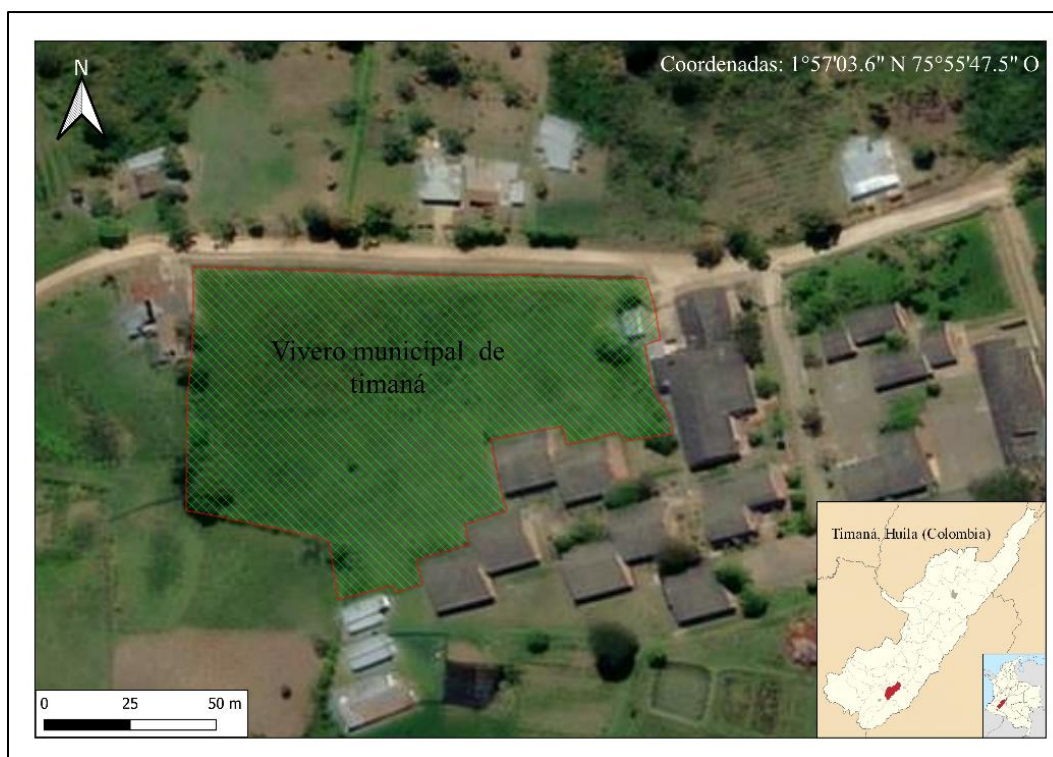 N
Coordenadas: 1°57'03.6" N 75°55'47.5" O
Vivero municipal de
timaná
Timaná, Huila (Colombia)
0 25 50 m